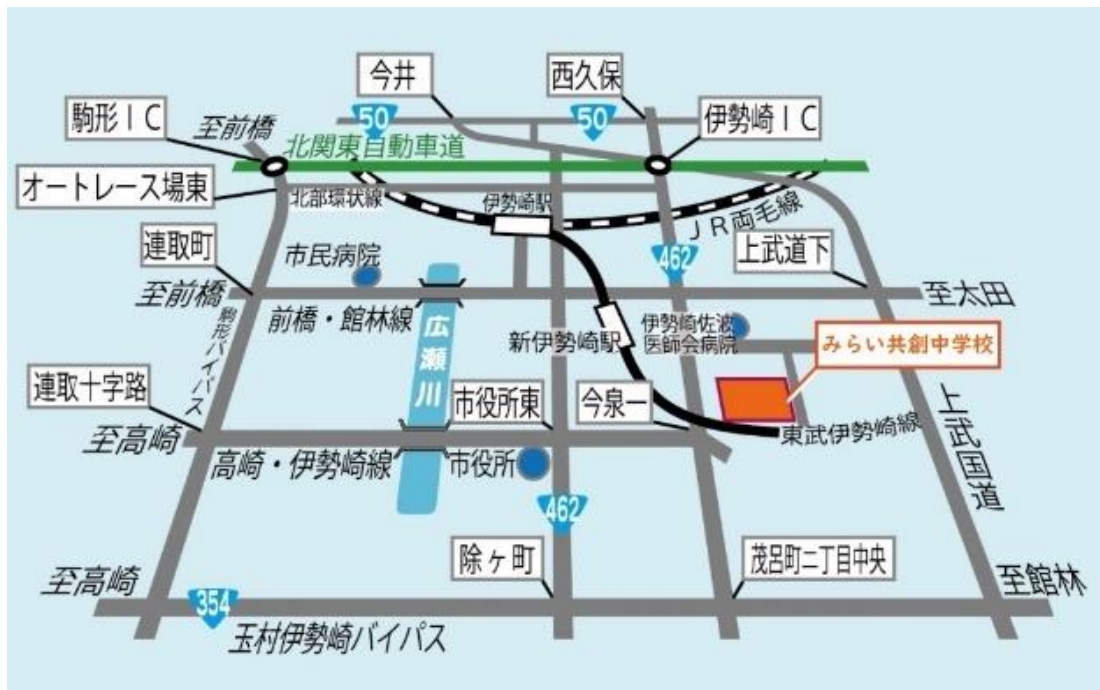 今井
西久保
駒形IC
至前橋
50
50
伊勢崎IC
北関東自動車道
オートレース場東
北部環状線
伊勢崎駅
JR両毛線
連取町
市民病院
462
上武道下
至前橋
至太田
前橋・館林線
駒形バイパス
広瀬川
新伊勢崎駅
伊勢崎佐波
医師会病院
みらい共創中学校
連取十字路
市役所東
今泉一
至高崎
東武伊勢崎線
上武国道
高崎・伊勢崎線
市役所
462
除ヶ町
茂呂町二丁目中央
至高崎
至館林
354
玉村伊勢崎バイパス